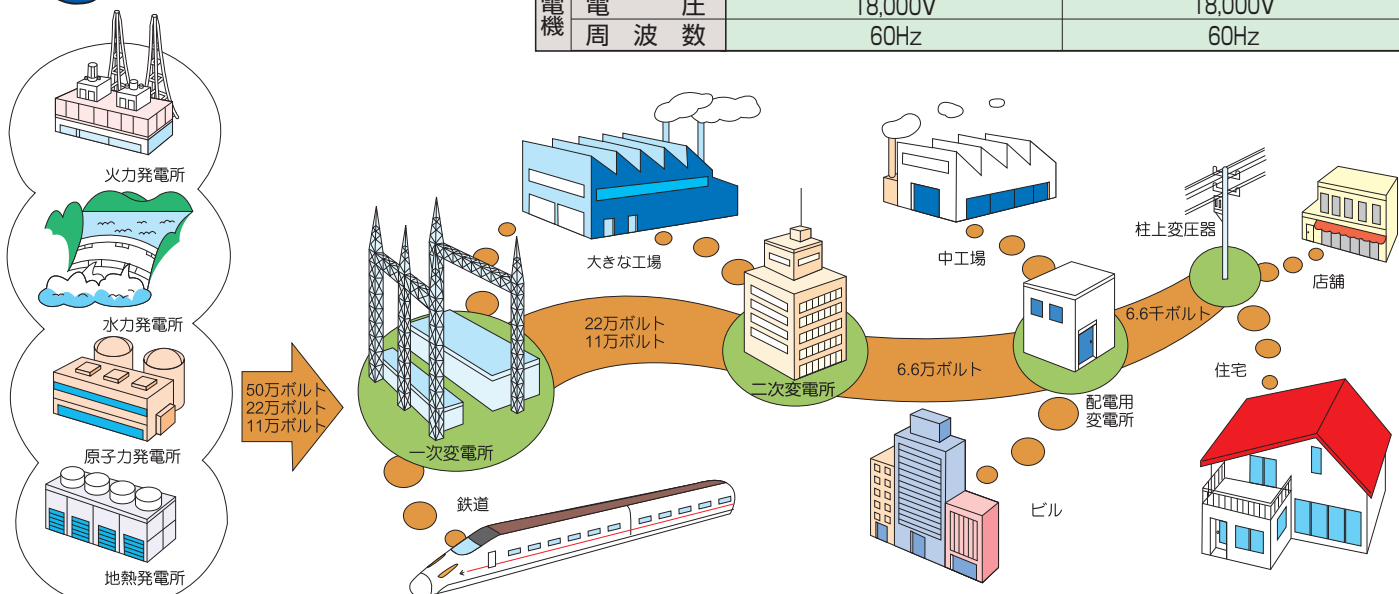 電機
電圧 18,000V 18,000V
周波数 60Hz 60Hz
火力発電所
水力発電所
原子力発電所
地熱発電所
50万ボルト
22万ボルト
11万ボルト
一次変電所
鉄道
大きな工場
22万ボルト
11万ボルト
二次変電所
中工場
6.6万ボルト
配電用
変電所
ビル
6.6千ボルト
柱上変圧器
店舗
住宅